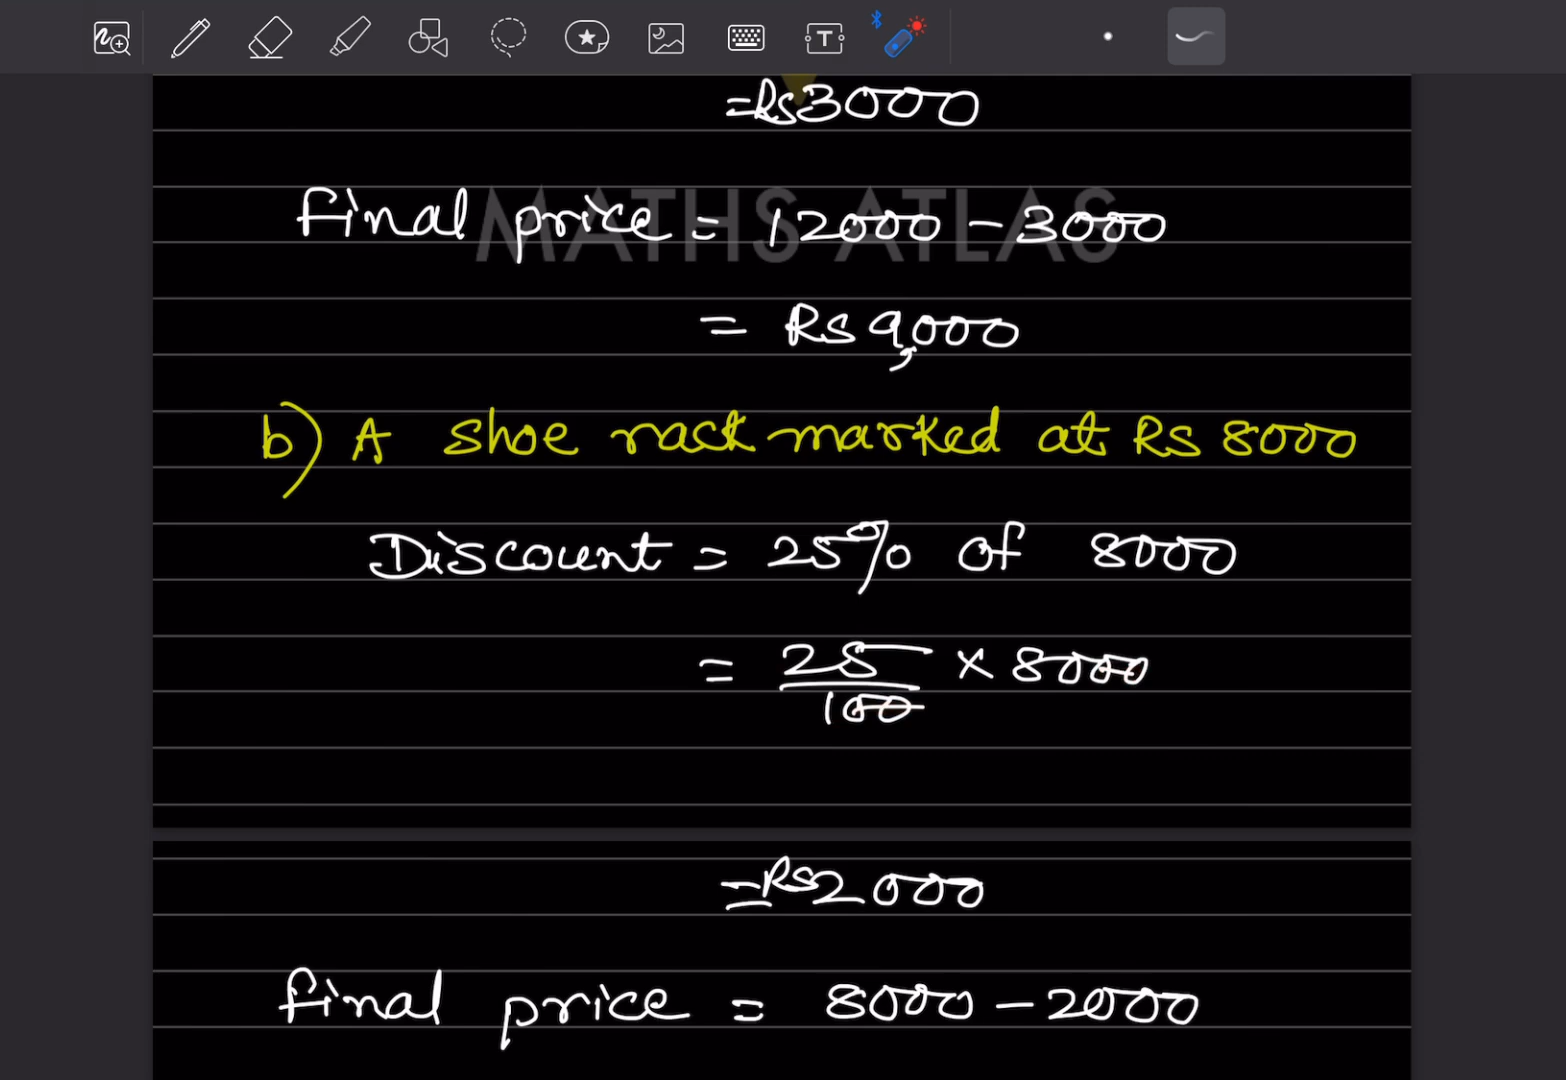 =Rs3000
MATHS ATLAS
final price = 12000 - 3000
= Rs 9,000
b) A shoe rack marked at Rs 8000
Discount = 25% of 8000
= 25/100 × 8000
=Rs2000
final price = 8000 - 2000